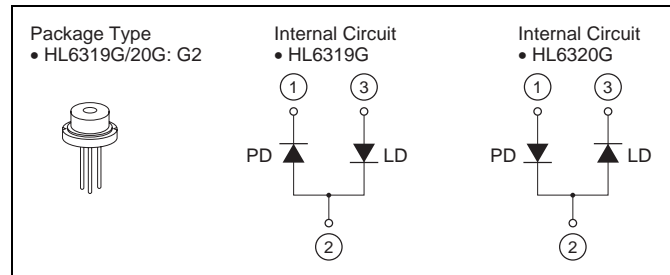 Package Type
• HL6319G/20G: G2
Internal Circuit
• HL6319G
1 3
PD LD
2
Internal Circuit
• HL6320G
1 3
PD LD
2